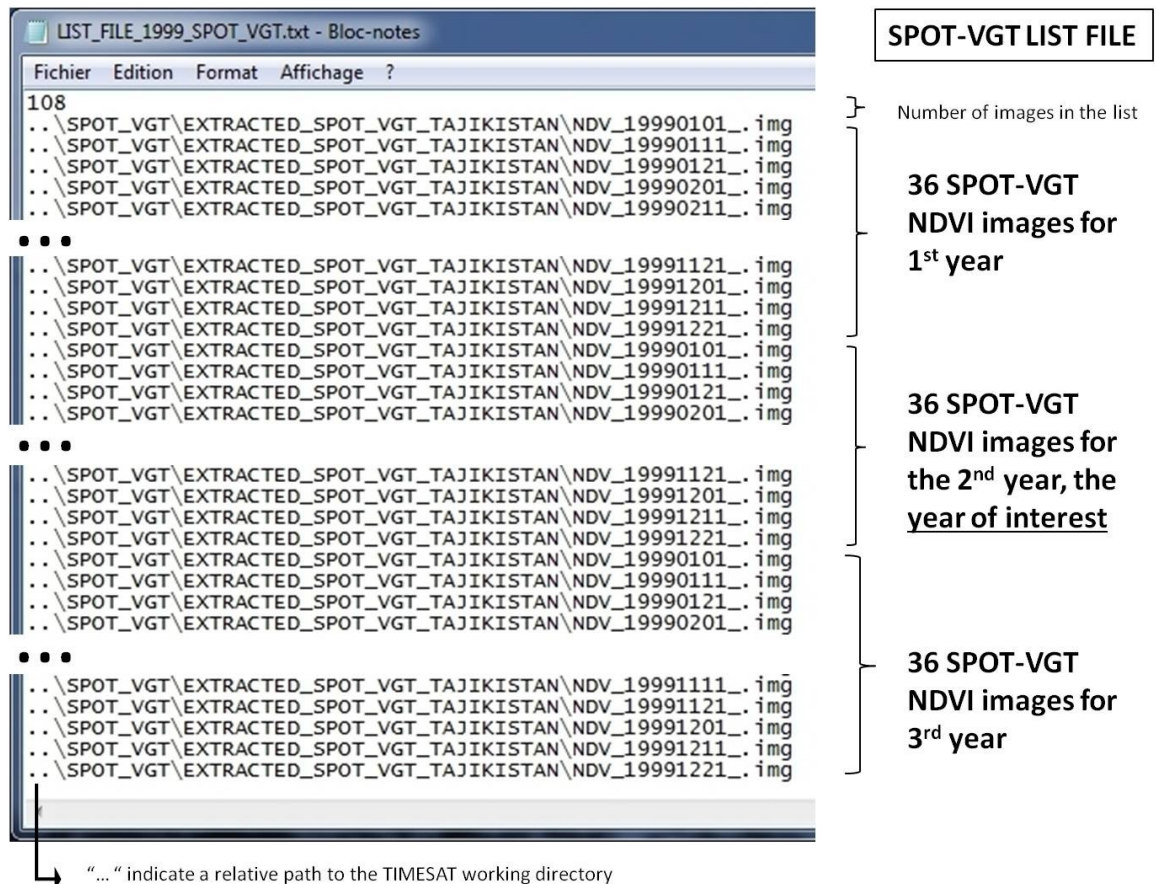 LIST_FILE_1999_SPOT_VGT.txt - Bloc-notes
Fichier Edition Format Affichage ?
108
..\SPOT_VGT\EXTRACTED_SPOT_VGT_TAJIKISTAN\NDV_19990101_.img
..\SPOT_VGT\EXTRACTED_SPOT_VGT_TAJIKISTAN\NDV_19990111_.img
..\SPOT_VGT\EXTRACTED_SPOT_VGT_TAJIKISTAN\NDV_19990121_.img
..\SPOT_VGT\EXTRACTED_SPOT_VGT_TAJIKISTAN\NDV_19990201_.img
..\SPOT_VGT\EXTRACTED_SPOT_VGT_TAJIKISTAN\NDV_19990211_.img
...
..\SPOT_VGT\EXTRACTED_SPOT_VGT_TAJIKISTAN\NDV_19991121_.img
..\SPOT_VGT\EXTRACTED_SPOT_VGT_TAJIKISTAN\NDV_19991201_.img
..\SPOT_VGT\EXTRACTED_SPOT_VGT_TAJIKISTAN\NDV_19991211_.img
..\SPOT_VGT\EXTRACTED_SPOT_VGT_TAJIKISTAN\NDV_19991221_.img
..\SPOT_VGT\EXTRACTED_SPOT_VGT_TAJIKISTAN\NDV_19990101_.img
..\SPOT_VGT\EXTRACTED_SPOT_VGT_TAJIKISTAN\NDV_19990111_.img
..\SPOT_VGT\EXTRACTED_SPOT_VGT_TAJIKISTAN\NDV_19990121_.img
..\SPOT_VGT\EXTRACTED_SPOT_VGT_TAJIKISTAN\NDV_19990201_.img
...
..\SPOT_VGT\EXTRACTED_SPOT_VGT_TAJIKISTAN\NDV_19991121_.img
..\SPOT_VGT\EXTRACTED_SPOT_VGT_TAJIKISTAN\NDV_19991201_.img
..\SPOT_VGT\EXTRACTED_SPOT_VGT_TAJIKISTAN\NDV_19991211_.img
..\SPOT_VGT\EXTRACTED_SPOT_VGT_TAJIKISTAN\NDV_19991221_.img
..\SPOT_VGT\EXTRACTED_SPOT_VGT_TAJIKISTAN\NDV_19990101_.img
..\SPOT_VGT\EXTRACTED_SPOT_VGT_TAJIKISTAN\NDV_19990111_.img
..\SPOT_VGT\EXTRACTED_SPOT_VGT_TAJIKISTAN\NDV_19990121_.img
..\SPOT_VGT\EXTRACTED_SPOT_VGT_TAJIKISTAN\NDV_19990201_.img
...
..\SPOT_VGT\EXTRACTED_SPOT_VGT_TAJIKISTAN\NDV_19991111_.img
..\SPOT_VGT\EXTRACTED_SPOT_VGT_TAJIKISTAN\NDV_19991121_.img
..\SPOT_VGT\EXTRACTED_SPOT_VGT_TAJIKISTAN\NDV_19991201_.img
..\SPOT_VGT\EXTRACTED_SPOT_VGT_TAJIKISTAN\NDV_19991211_.img
..\SPOT_VGT\EXTRACTED_SPOT_VGT_TAJIKISTAN\NDV_19991221_.img
"... " indicate a relative path to the TIMESAT working directory
SPOT-VGT LIST FILE
Number of images in the list
36 SPOT-VGT
NDVI images for
1st year
36 SPOT-VGT
NDVI images for
the 2nd year, the
year of interest
36 SPOT-VGT
NDVI images for
3rd year